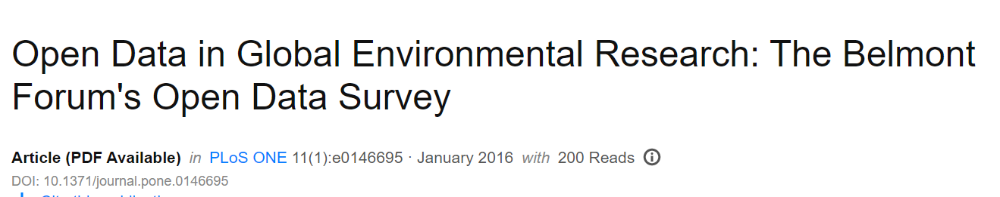 Open Data in Global Environmental Research: The Belmont
Forum's Open Data Survey
Article (PDF Available) in PLoS ONE 11(1):e0146695 · January 2016 with 200 Reads
DOI: 10.1371/journal.pone.0146695